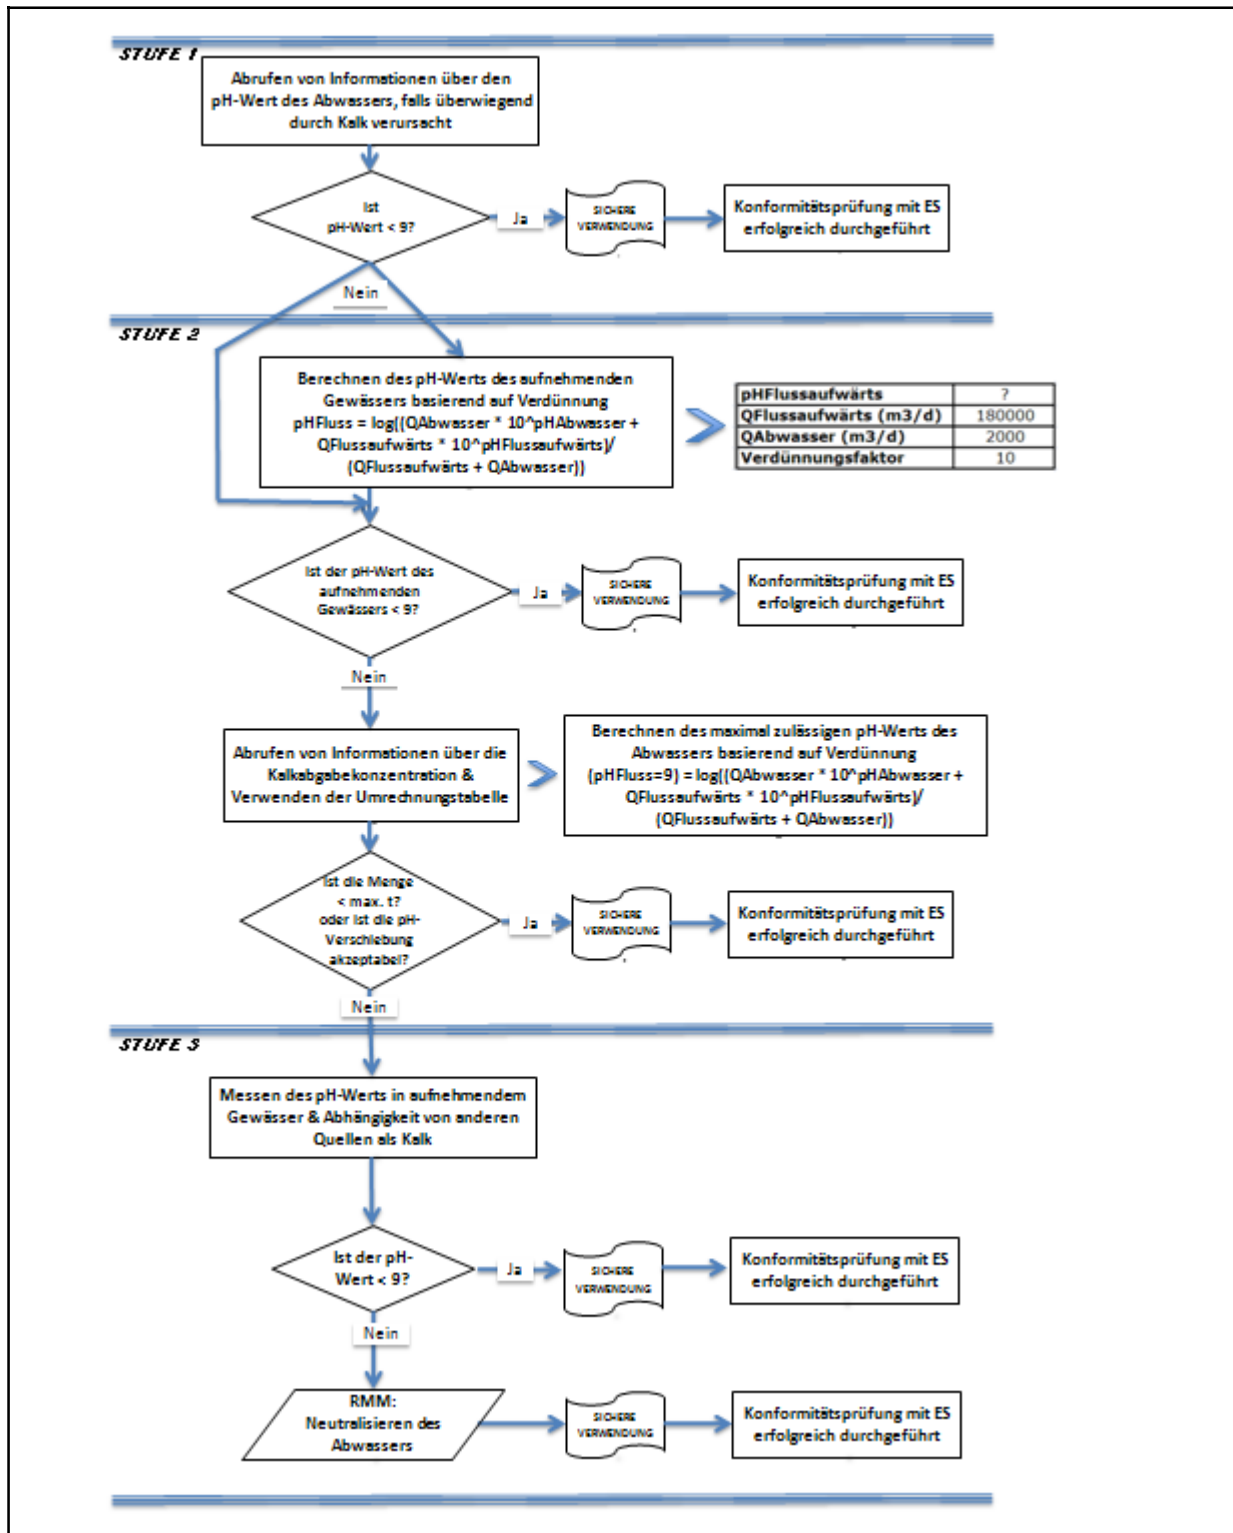 STUFE 1
Abrufen von Informationen über den
pH-Wert des Abwassers, falls überwiegend
durch Kalk verursacht
Ist
pH-Wert < 9?
Ja
SICHERE
VERWENDUNG
Konformitätsprüfung mit ES
erfolgreich durchgeführt
Nein
STUFE 2
Berechnen des pH-Werts des aufnehmenden
Gewässers basierend auf Verdünnung
pHFluss = log((QAbwasser * 10^pHAbwasser +
QFlussaufwärts * 10^pHFlussaufwärts)/
(QFlussaufwärts + QAbwasser))
pHFlussaufwärts ?
QFlussaufwärts (m3/d) 180000
QAbwasser (m3/d) 2000
Verdünnungsfaktor 10
Ist der pH-Wert des
aufnehmenden
Gewässers < 9?
Ja
SICHERE
VERWENDUNG
Konformitätsprüfung mit ES
erfolgreich durchgeführt
Nein
Abrufen von Informationen über die
Kalkabgabekonzentration &
Verwenden der Umrechnungstabelle
Berechnen des maximal zulässigen pH-Werts des
Abwassers basierend auf Verdünnung
(pHFluss=9) = log((QAbwasser * 10^pHAbwasser +
QFlussaufwärts * 10^pHFlussaufwärts)/
(QFlussaufwärts + QAbwasser))
Ist die Menge
< max. t?
oder ist die pH-
Verschiebung
akzeptabel?
Ja
SICHERE
VERWENDUNG
Konformitätsprüfung mit ES
erfolgreich durchgeführt
Nein
STUFE 3
Messen des pH-Werts in aufnehmendem
Gewässer & Abhängigkeit von anderen
Quellen als Kalk
Ist der pH-
Wert < 9?
Ja
SICHERE
VERWENDUNG
Konformitätsprüfung mit ES
erfolgreich durchgeführt
Nein
RMM:
Neutralisieren des
Abwassers
SICHERE
VERWENDUNG
Konformitätsprüfung mit ES
erfolgreich durchgeführt